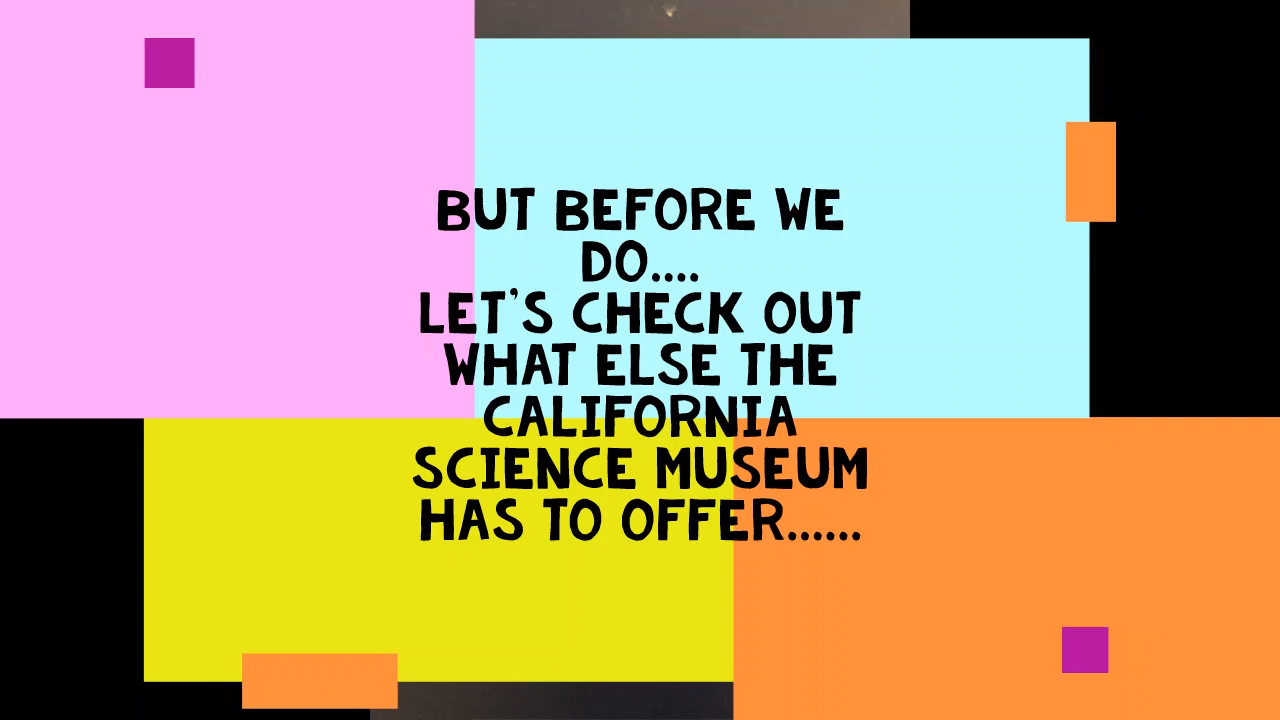 BUT BEFORE WE
DO....
LET'S CHECK OUT
WHAT ELSE THE
CALIFORNIA
SCIENCE MUSEUM
HAS TO OFFER......